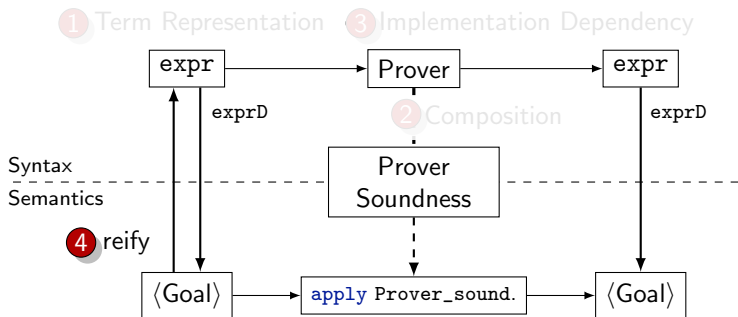 1 Term Representation
3 Implementation Dependency
expr
Prover
expr
exprD
exprD
2 Composition
Syntax
Prover
Soundness
Semantics
4 reify
⟨Goal⟩
apply Prover_sound.
⟨Goal⟩